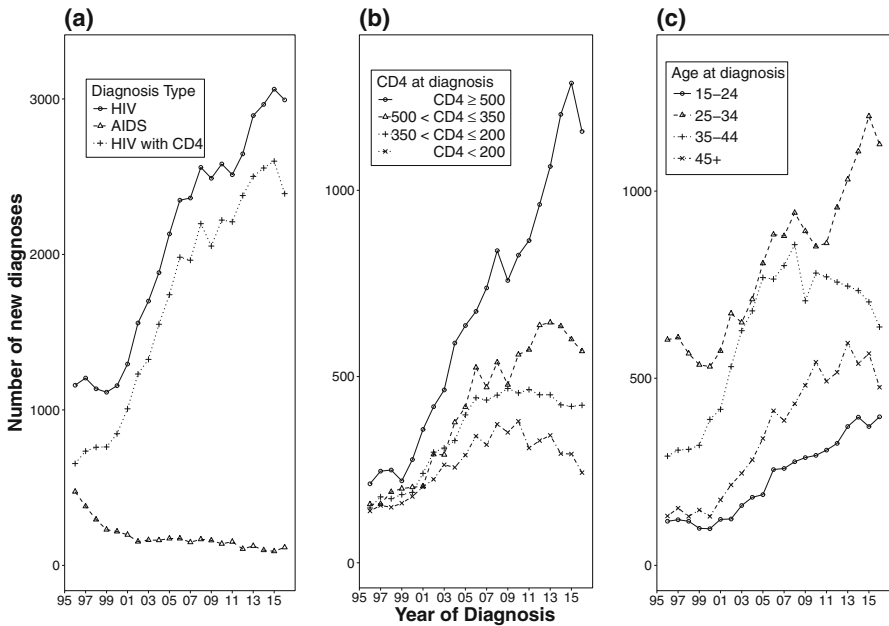 (a)
(b)
(c)
Number of new diagnoses
3000
2000
1000
0
Diagnosis Type
HIV
AIDS
HIV with CD4
95 97 99 01 03 05 07 09 11 13 15
1000
500
0
CD4 at diagnosis
CD4 ≥ 500
500 < CD4 ≤ 350
350 < CD4 ≤ 200
CD4 < 200
95 97 99 01 03 05 07 09 11 13 15
1000
500
0
Age at diagnosis
15−24
25−34
35−44
45+
95 97 99 01 03 05 07 09 11 13 15
Year of Diagnosis